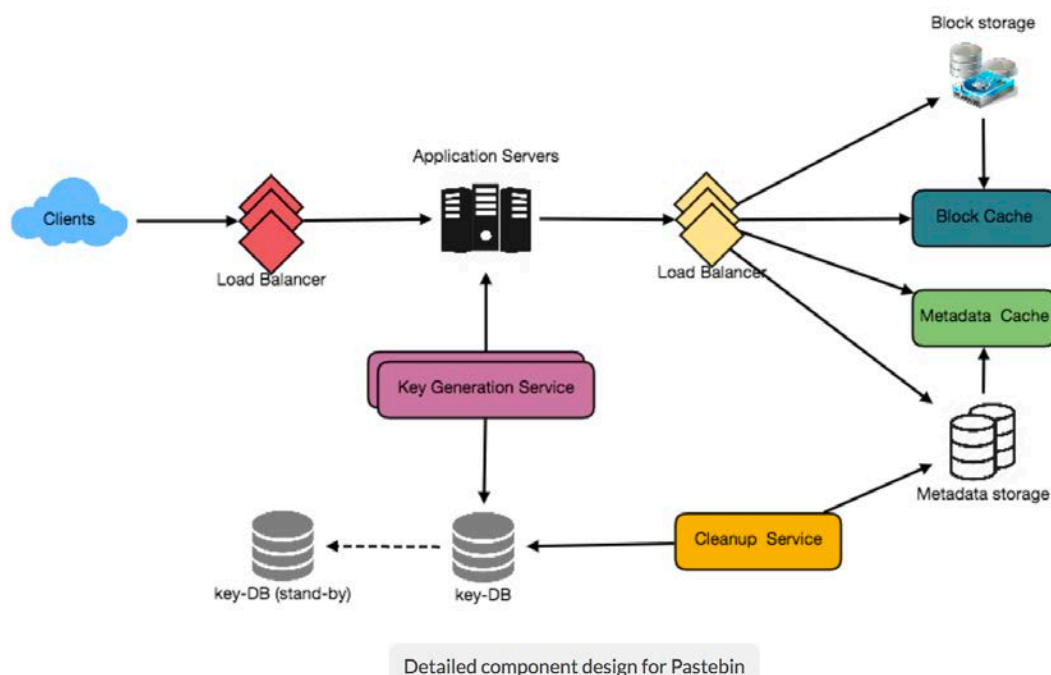 Block storage
Application Servers
Clients
Block Cache
Load Balancer
Load Balancer
Metadata Cache
Key Generation Service
Metadata storage
Cleanup Service
key-DB (stand-by)
key-DB
Detailed component design for Pastebin